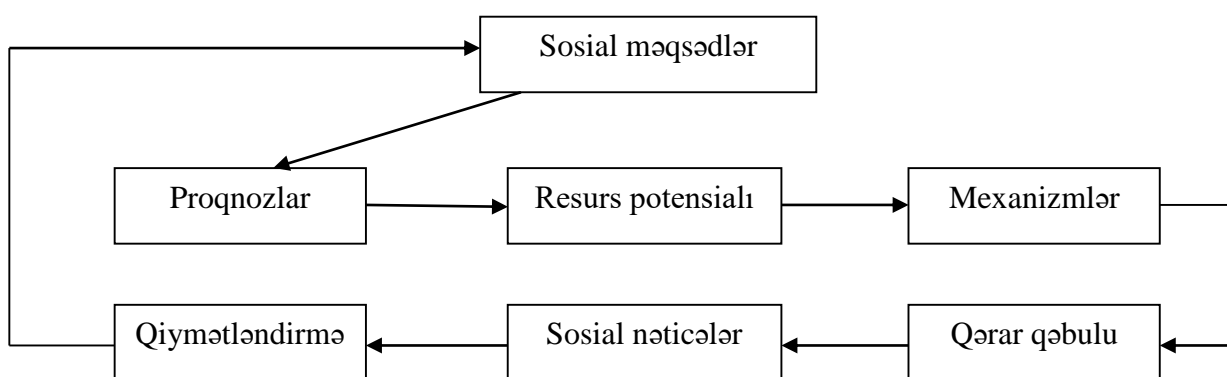 Sosial məqsədlər
Proqnozlar
Resurs potensialı
Mexanizmlər
Qiymətləndirmə
Sosial nəticələr
Qərar qəbulu